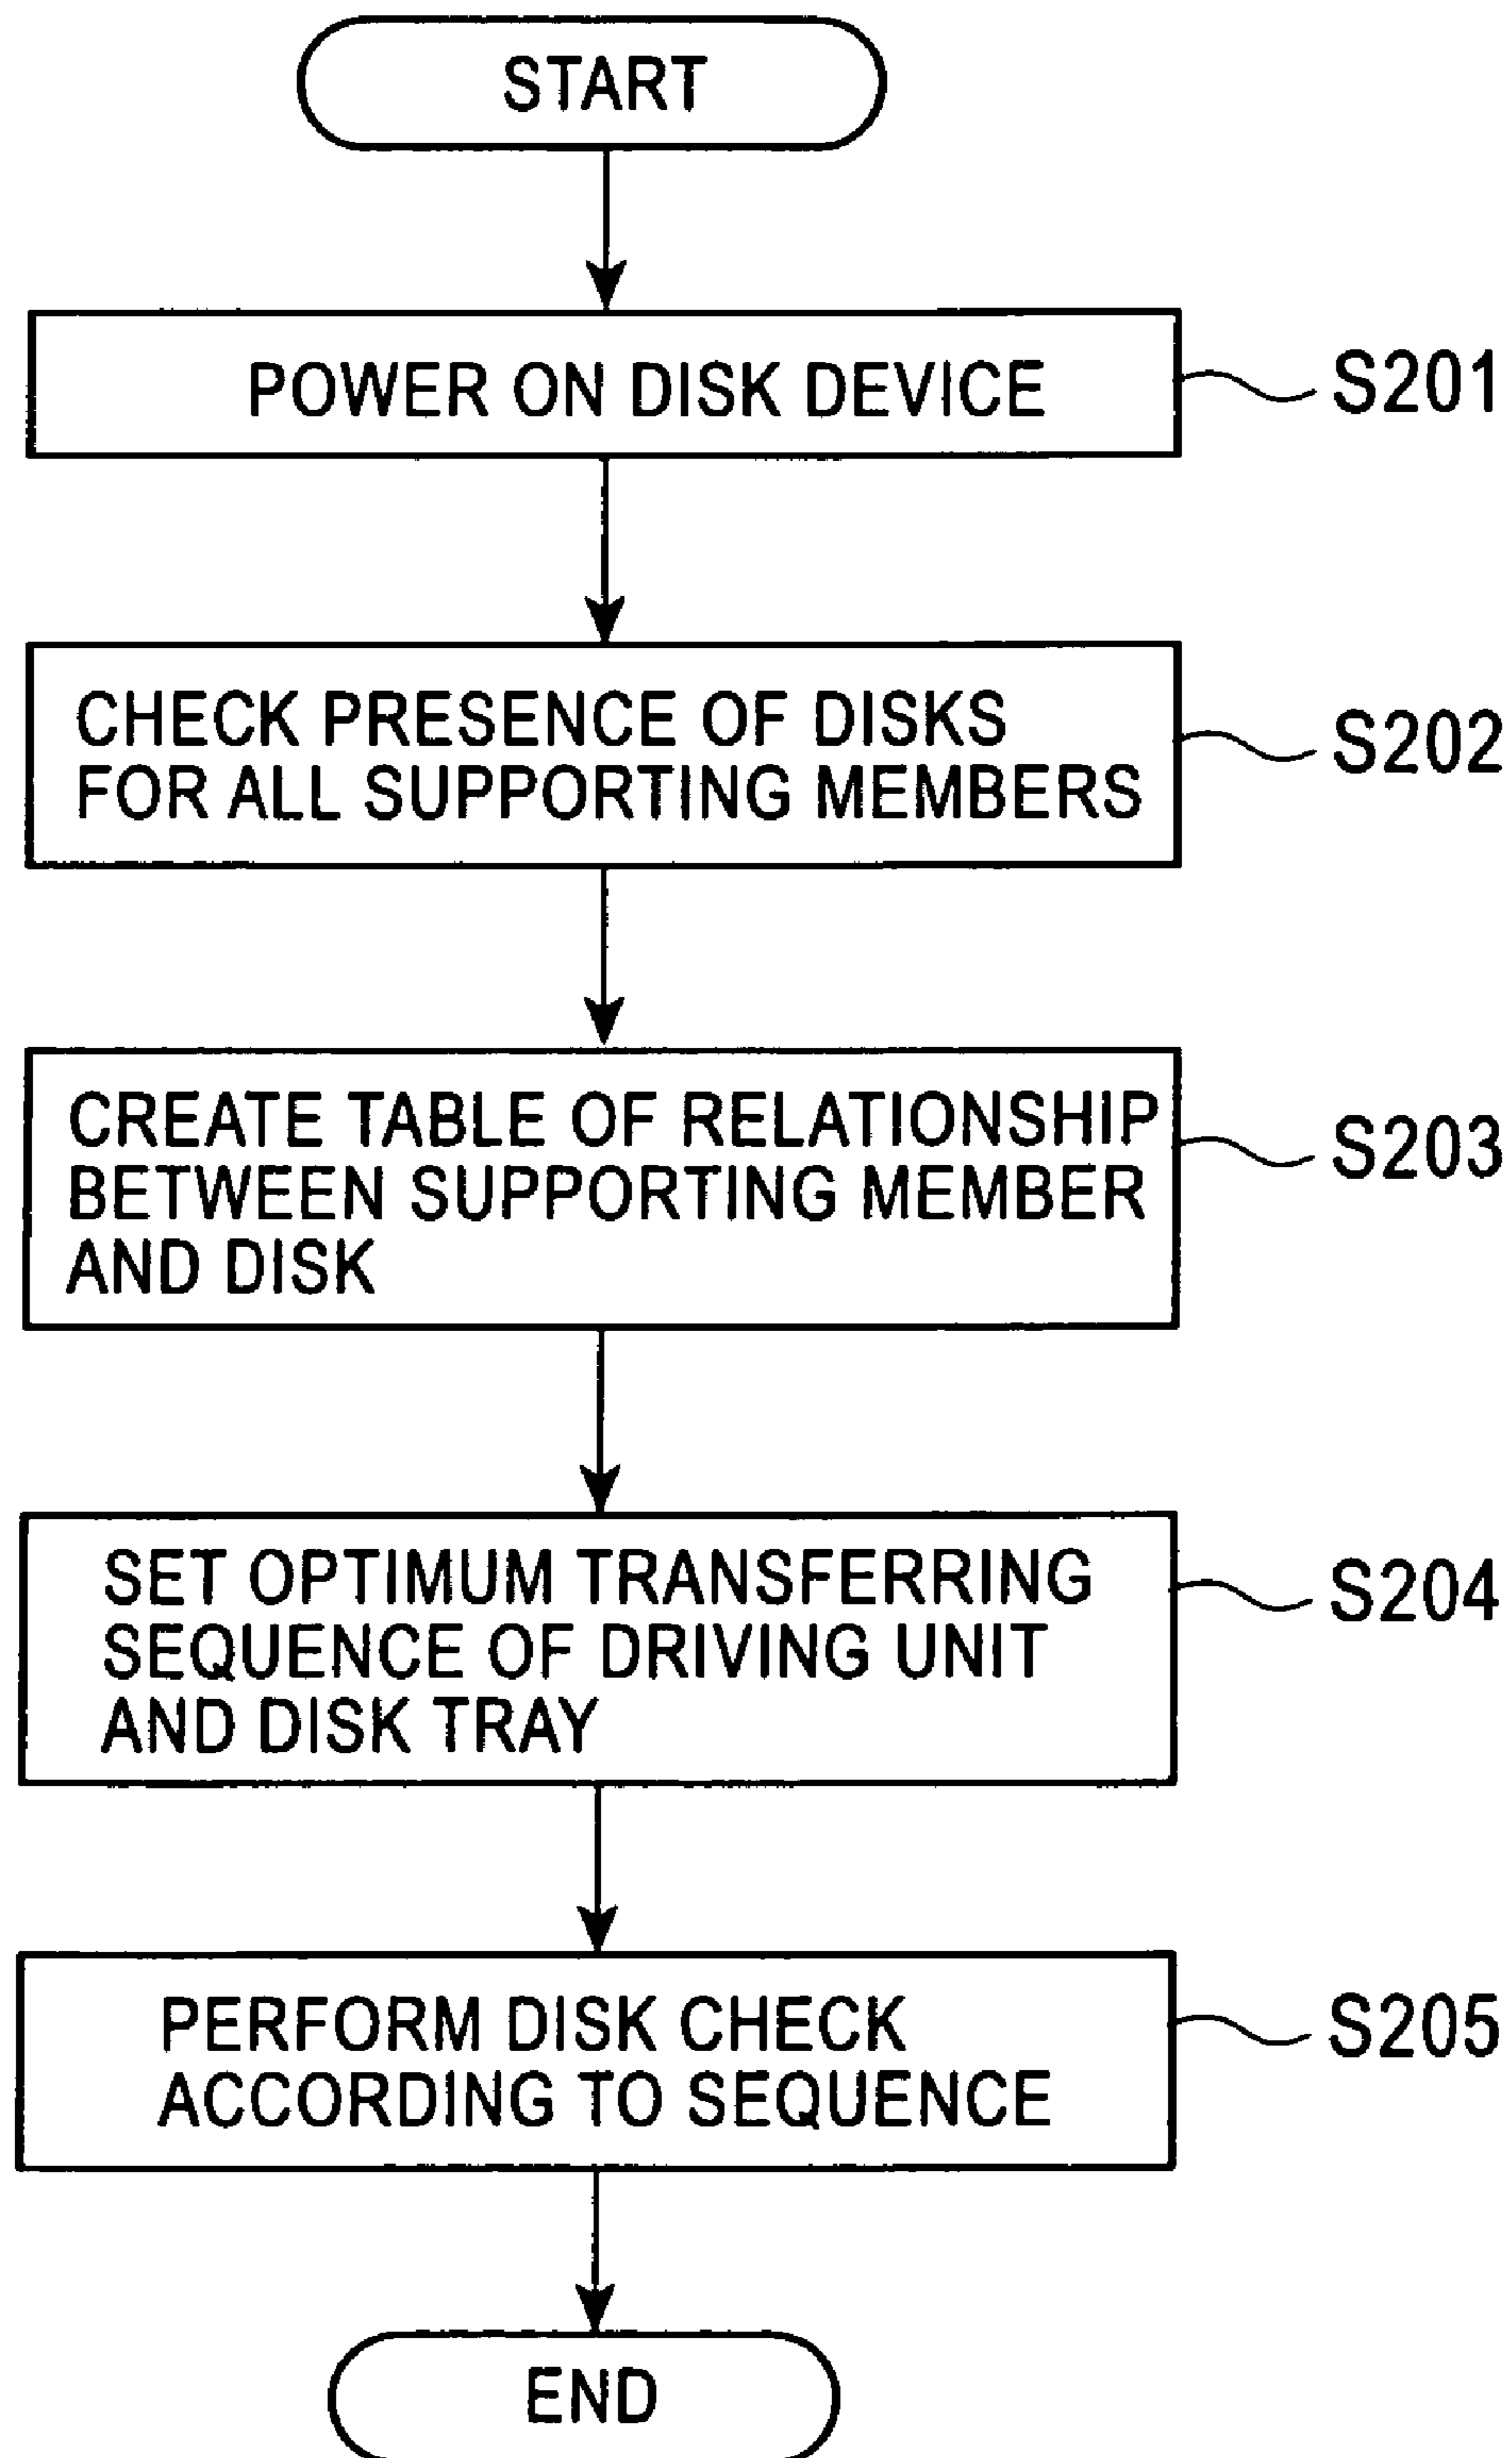 START
POWER ON DISK DEVICE
S201
CHECK PRESENCE OF DISKS
FOR ALL SUPPORTING MEMBERS
S202
CREATE TABLE OF RELATIONSHIP
BETWEEN SUPPORTING MEMBER
AND DISK
S203
SET OPTIMUM TRANSFERRING
SEQUENCE OF DRIVING UNIT
AND DISK TRAY
S204
PERFORM DISK CHECK
ACCORDING TO SEQUENCE
S205
END